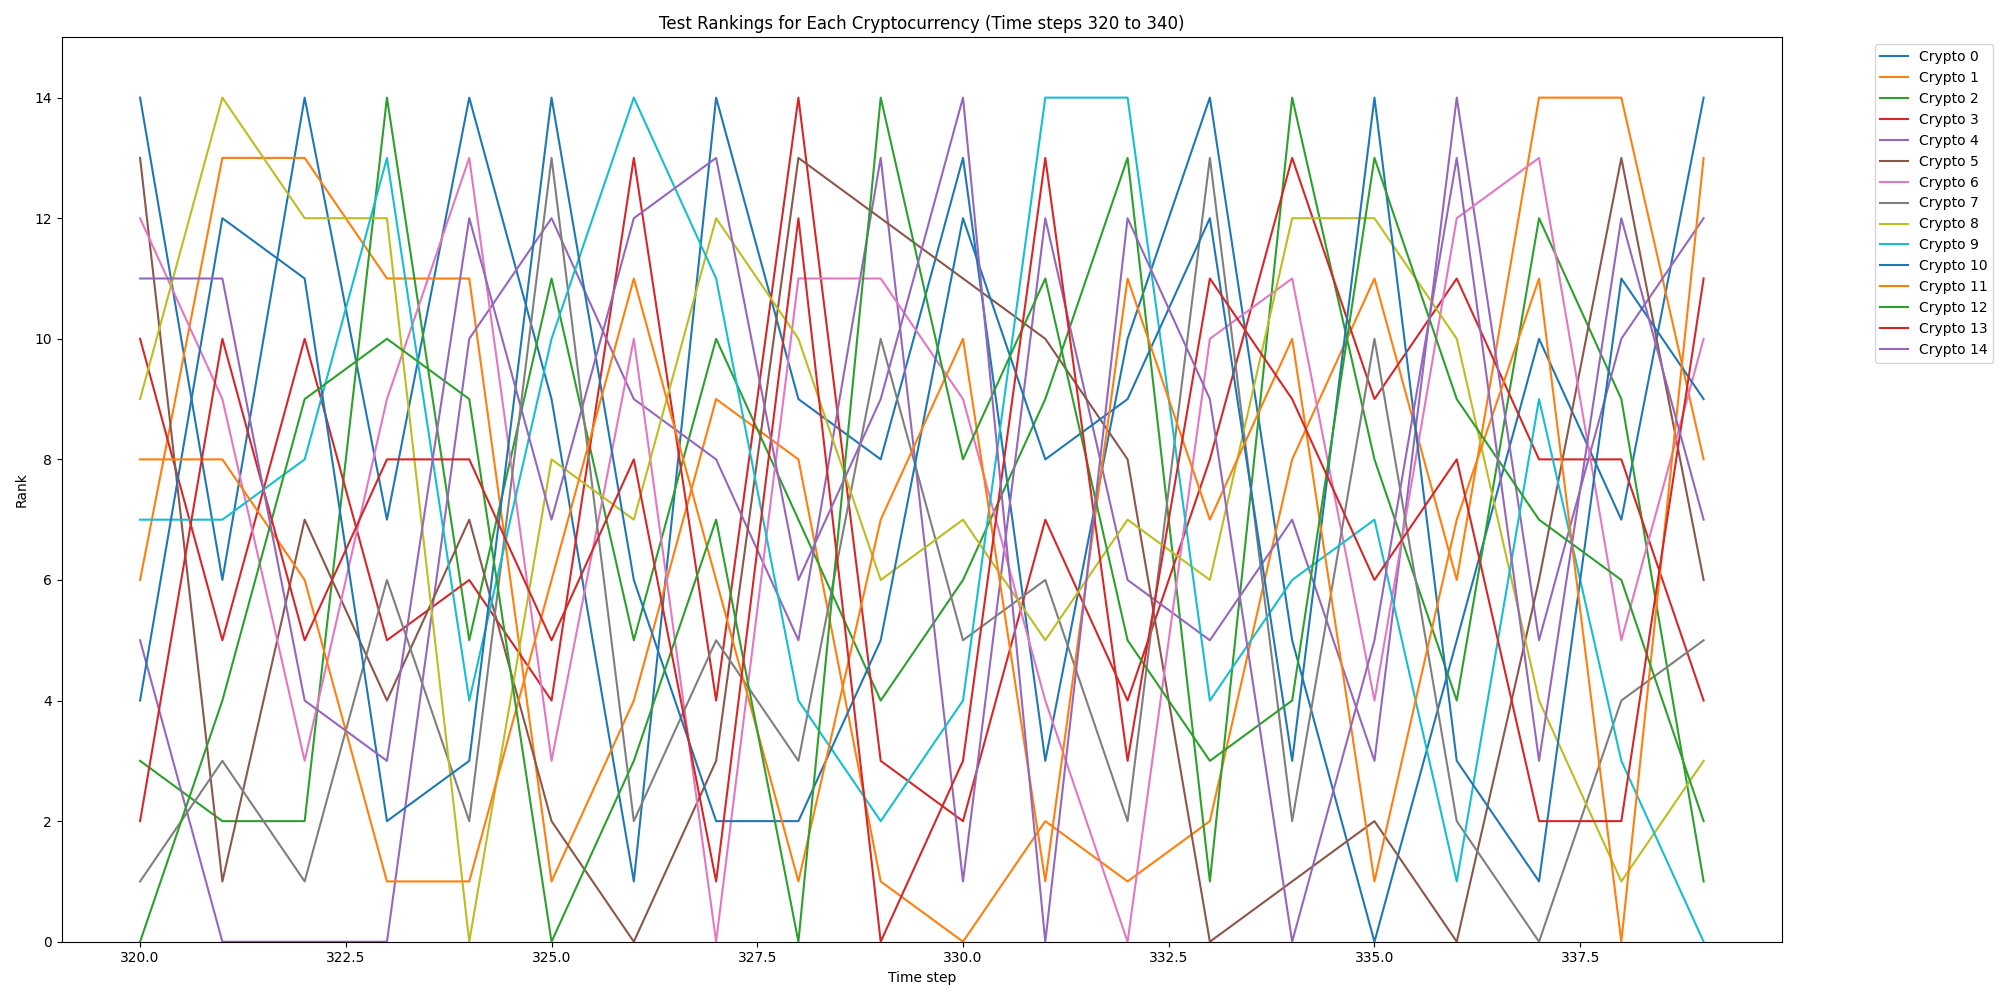 Test Rankings for Each Cryptocurrency (Time steps 320 to 340)
Rank
14
12
10
8
6
4
2
0
320.0
322.5
325.0
327.5
330.0
332.5
335.0
337.5
Time step
Crypto 0
Crypto 1
Crypto 2
Crypto 3
Crypto 4
Crypto 5
Crypto 6
Crypto 7
Crypto 8
Crypto 9
Crypto 10
Crypto 11
Crypto 12
Crypto 13
Crypto 14